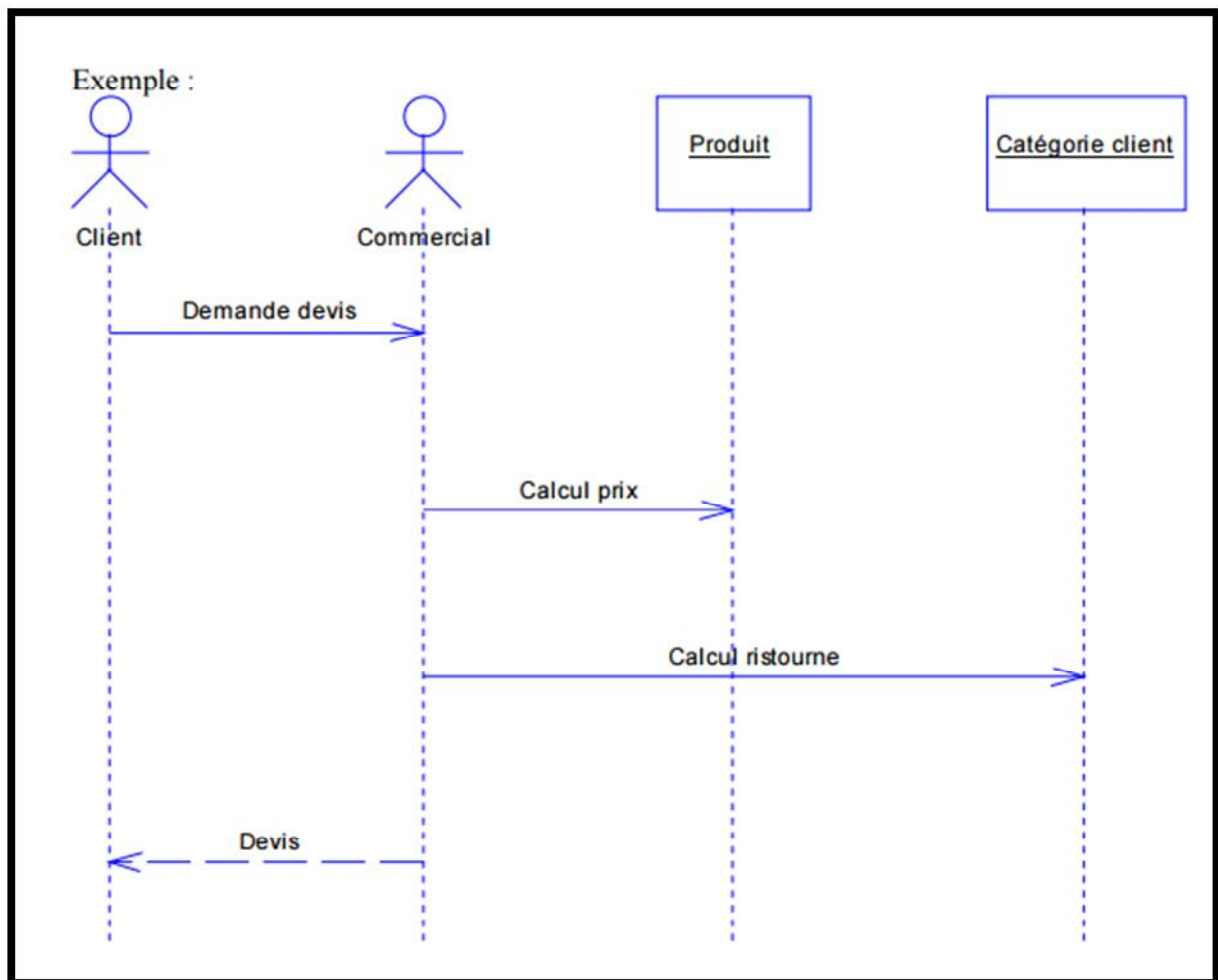 Exemple :
Produit
Catégorie client
Client
Commercial
Demande devis
Calcul prix
Calcul ristourne
Devis